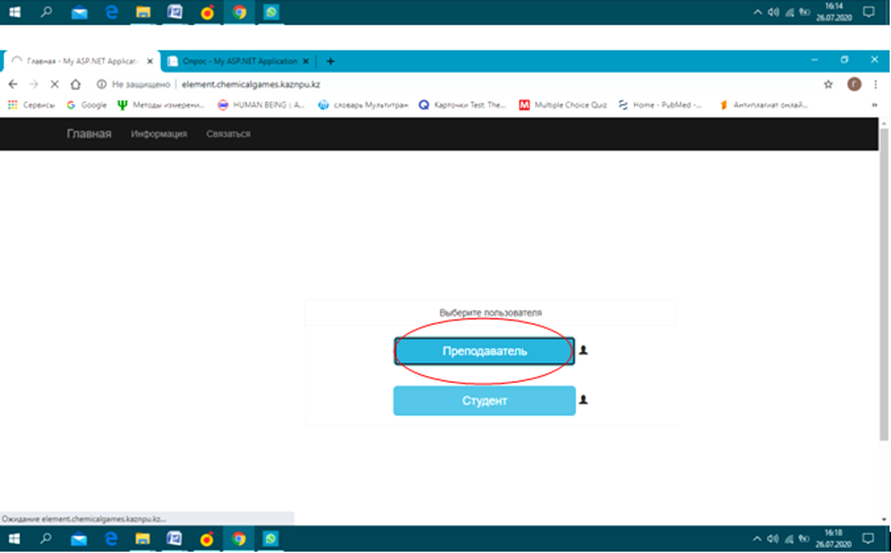 16:14
26.07.2020
Главная - My ASP.NET Applicat
Опрос - My ASP.NET Application
Не защищено | element.chemicalgames.kaznpu.kz
Сервисы Google Методы измерени... HUMAN BEING : A... словарь Мультитран Карточки Test: The... Multiple Choice Quiz Home - PubMed -... Антиплагиат онлай... »
Главная Информация Связаться
Выберите пользователя
Преподаватель
Студент
Ожидание element.chemicalgames.kaznpu.kz...
16:18
26.07.2020